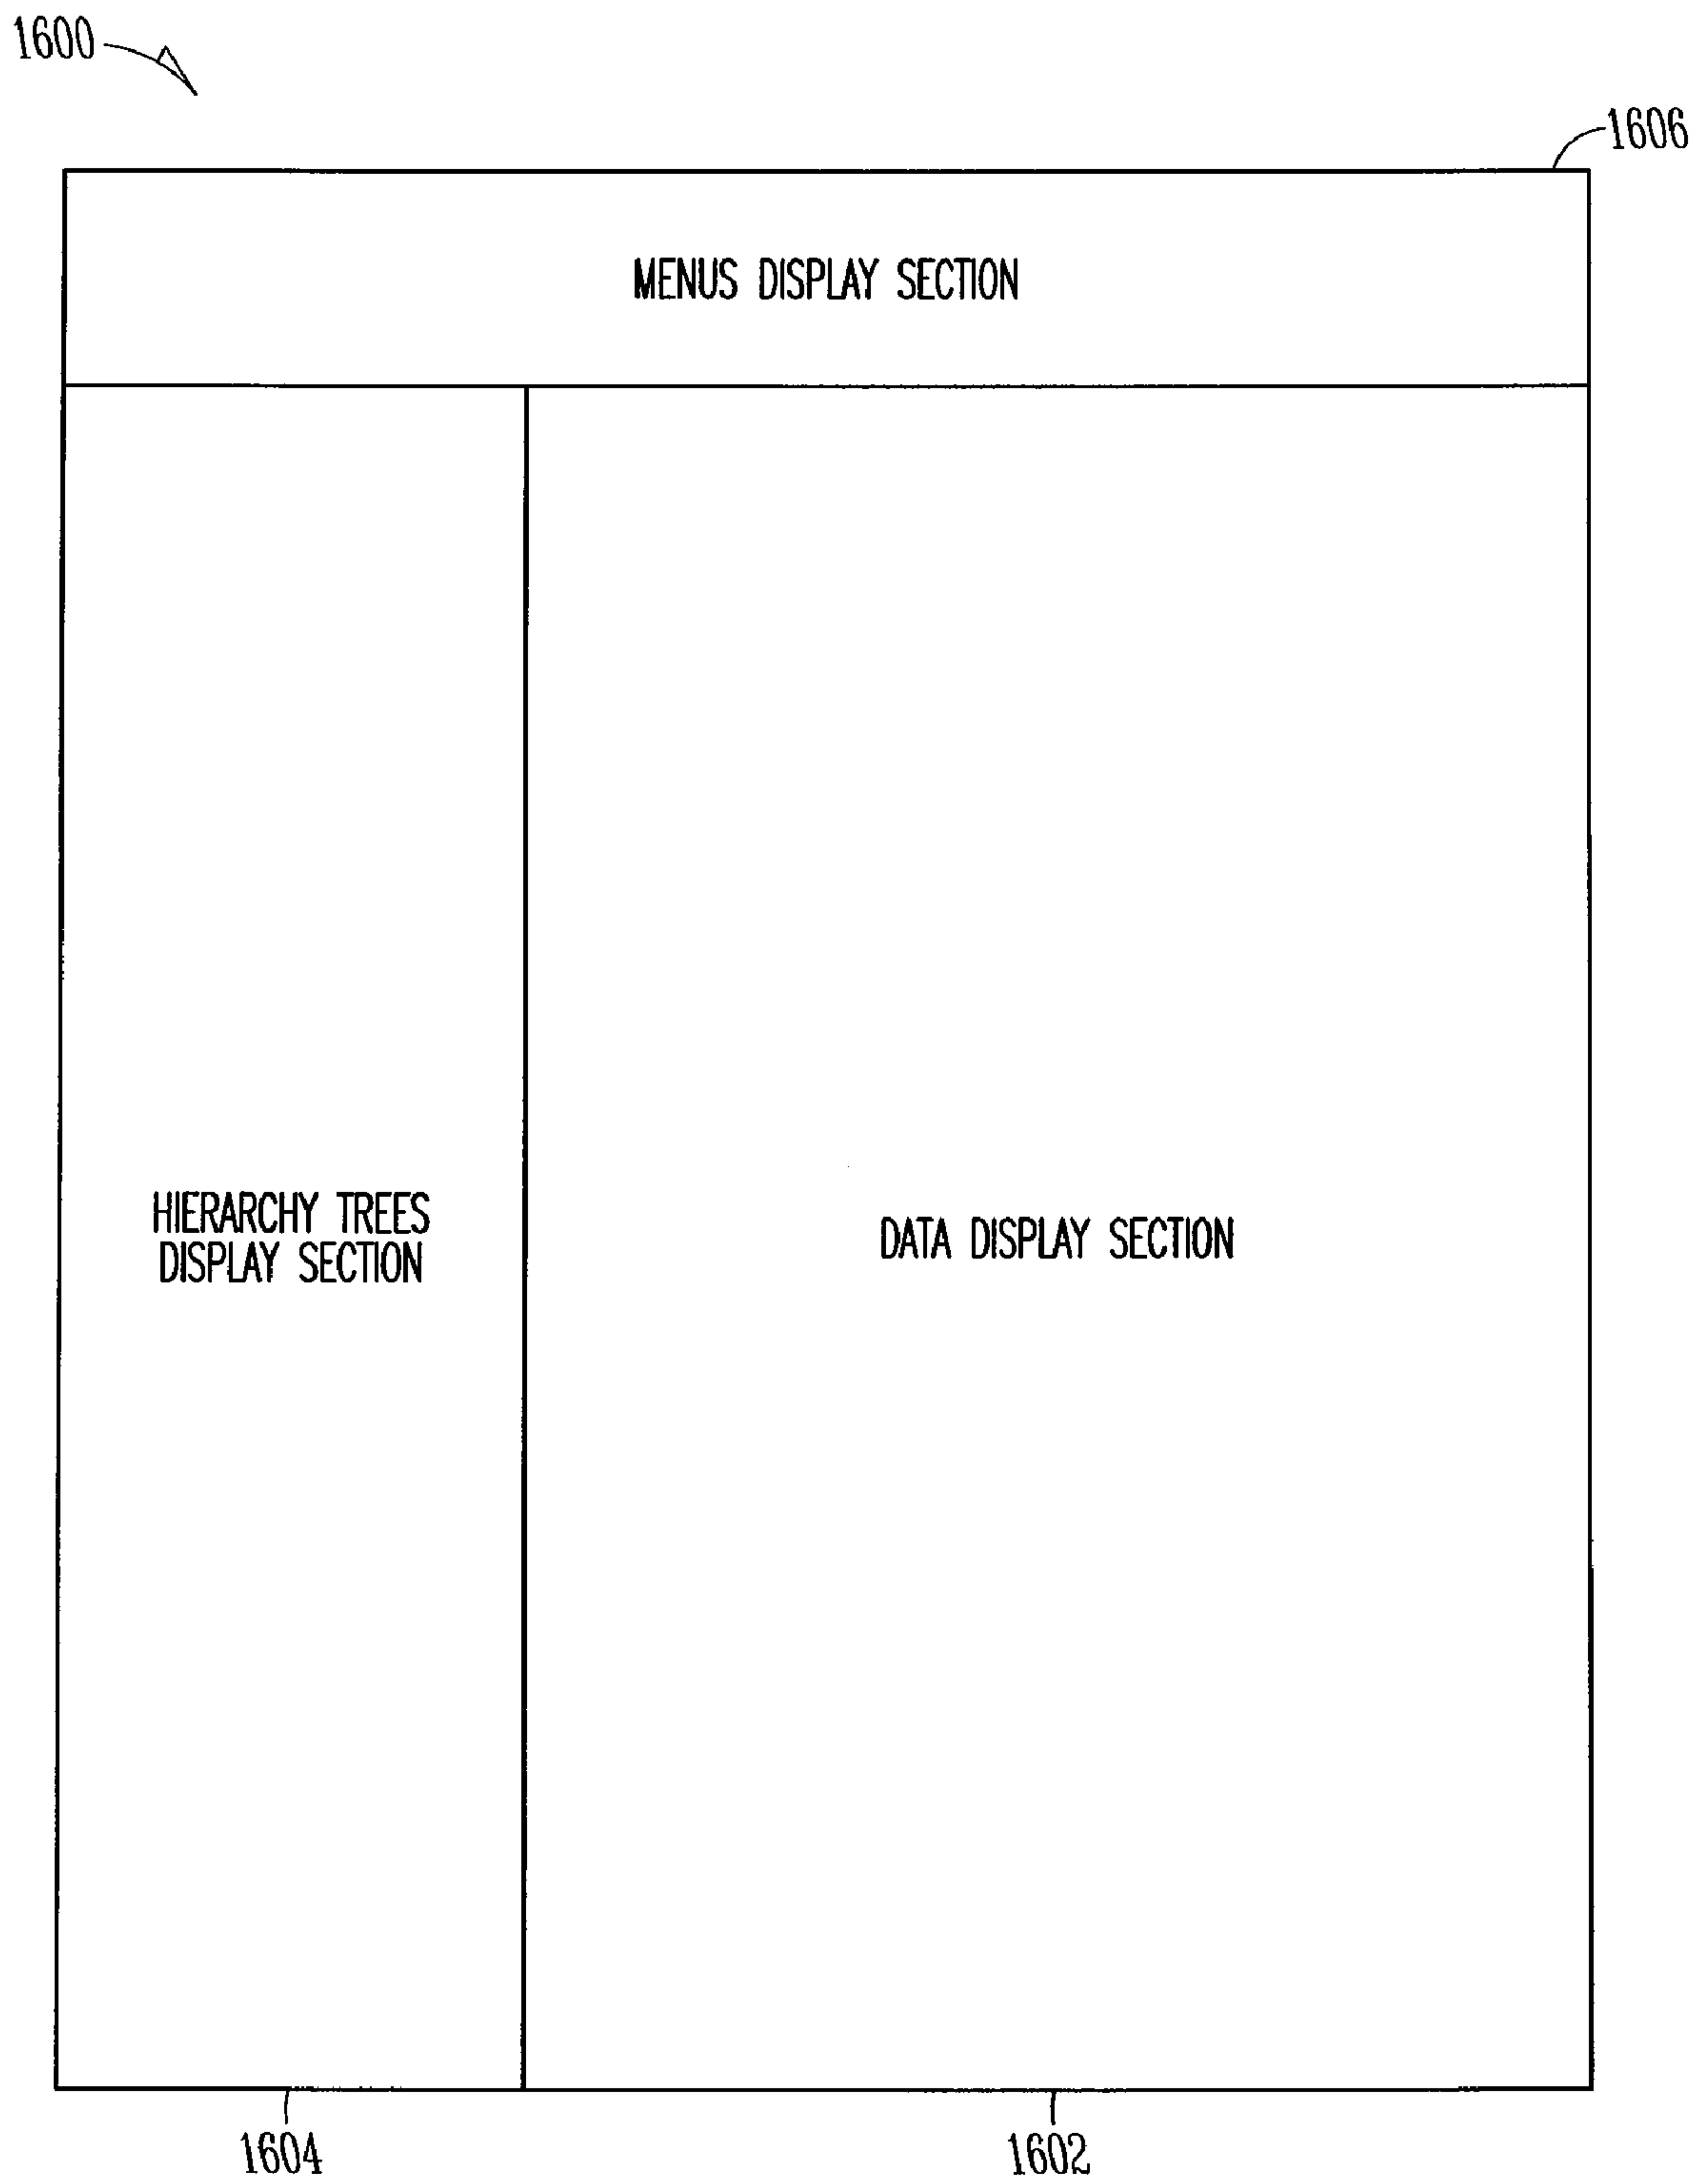 1600
1606
MENUS DISPLAY SECTION
HIERARCHY TREES
DISPLAY SECTION
DATA DISPLAY SECTION
1604
1602